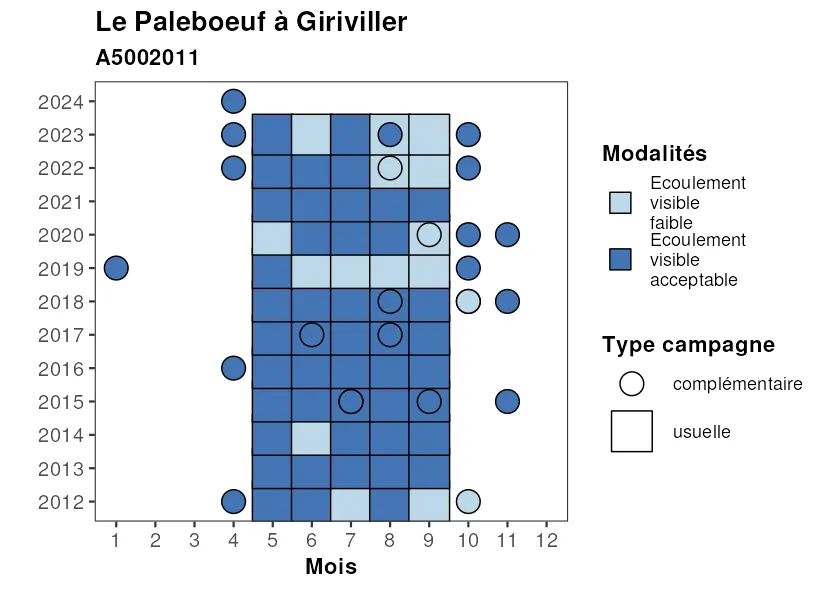 Le Paleboeuf à Giriviller
A5002011
2024
2023
2022
2021
2020
2019
2018
2017
2016
2015
2014
2013
2012
1 2 3 4 5 6 7 8 9 10 11 12
Mois
Modalités
Ecoulement
visible
faible
Ecoulement
visible
acceptable
Type campagne
complémentaire
usuelle